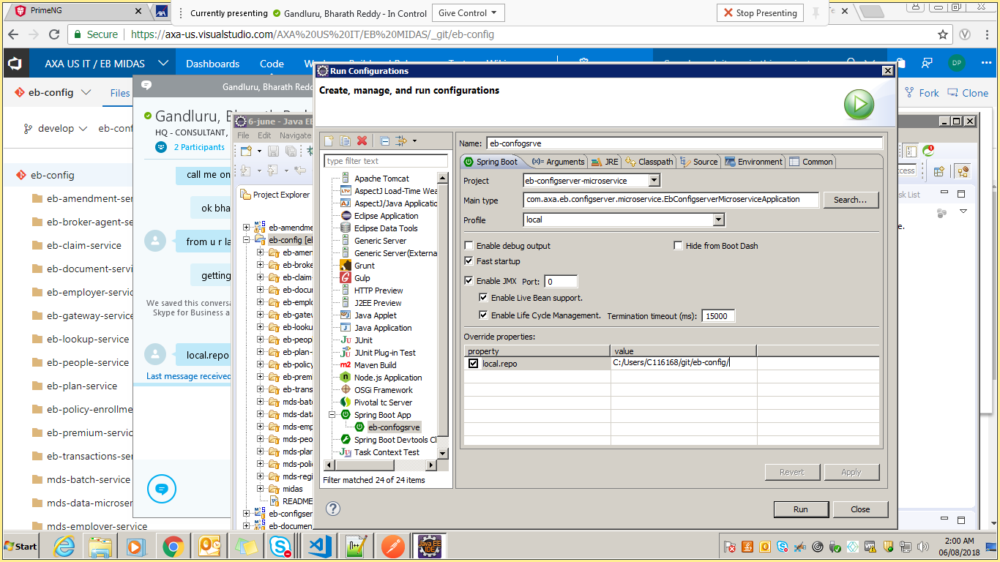 PrimeNG
Currently presenting
Gandluru, Bharath Reddy - In Control
Give Control
Stop Presenting
Secure
https://axa-us.visualstudio.com/AXA%20US%20IT/EB%20MIDAS/_git/eb-config
AXA US IT / EB MIDAS
Dashboards
Code
DP
eb-config
Files
Fork
Clone
develop
eb-conf
eb-config
eb-amendment-ser
eb-broker-agent-se
eb-claim-service
eb-document-servi
eb-employer-servic
eb-gateway-service
eb-lookup-service
eb-people-service
eb-plan-service
eb-policy-enrollme
eb-premium-servic
eb-transactions-ser
mds-batch-service
mds-data-microser
mds-employer-service
Gandluru, Bharath Reddy
Gandluru, Bharath Redd
HQ - CONSULTANT,
2 Participants
call me on
ok bha
from u r la
getting
We saved this conversa
Skype for Business a
local.repo
Last message received
6-june - Java EE
File Edit Navigate
Project Explorer
eb-amendme
eb-config [eb
eb-amen
eb-broke
eb-claim-
eb-docu
eb-emplo
eb-gatew
eb-looku
eb-peopl
eb-plan-s
eb-policy
eb-premi
eb-trans
mds-batc
mds-data
mds-emp
mds-peo
mds-plan
mds-polic
mds-regi
midas
README
eb-configser
eb-documen
Run Configurations
Create, manage, and run configurations
type filter text
Apache Tomcat
AspectJ Load-Time Wea
AspectJ/Java Applicatio
Eclipse Application
Eclipse Data Tools
Generic Server
Generic Server(Externa
Grunt
Gulp
HTTP Preview
J2EE Preview
Java Applet
Java Application
JUnit
JUnit Plug-in Test
Maven Build
Node.js Application
OSGi Framework
Pivotal tc Server
Spring Boot App
eb-confogsrve
Spring Boot Devtools Cl
Task Context Test
Filter matched 24 of 24 items
Name: eb-confogsrve
Spring Boot
(x)= Arguments
JRE
Classpath
Source
Environment
Common
Project eb-configserver-microservice
Main type com.axa.eb.configserver.microservice.EbConfigserverMicroserviceApplication Search...
Profile local
Enable debug output
Hide from Boot Dash
Fast startup
Enable JMX Port: 0
Enable Live Bean support.
Enable Life Cycle Management. Termination timeout (ms): 15000
Override properties:
property value
local.repo C:/Users/C116168/git/eb-config/
Revert Apply
Run Close
sk List
Start
Java EE
IDE
2:00 AM
06/08/2018